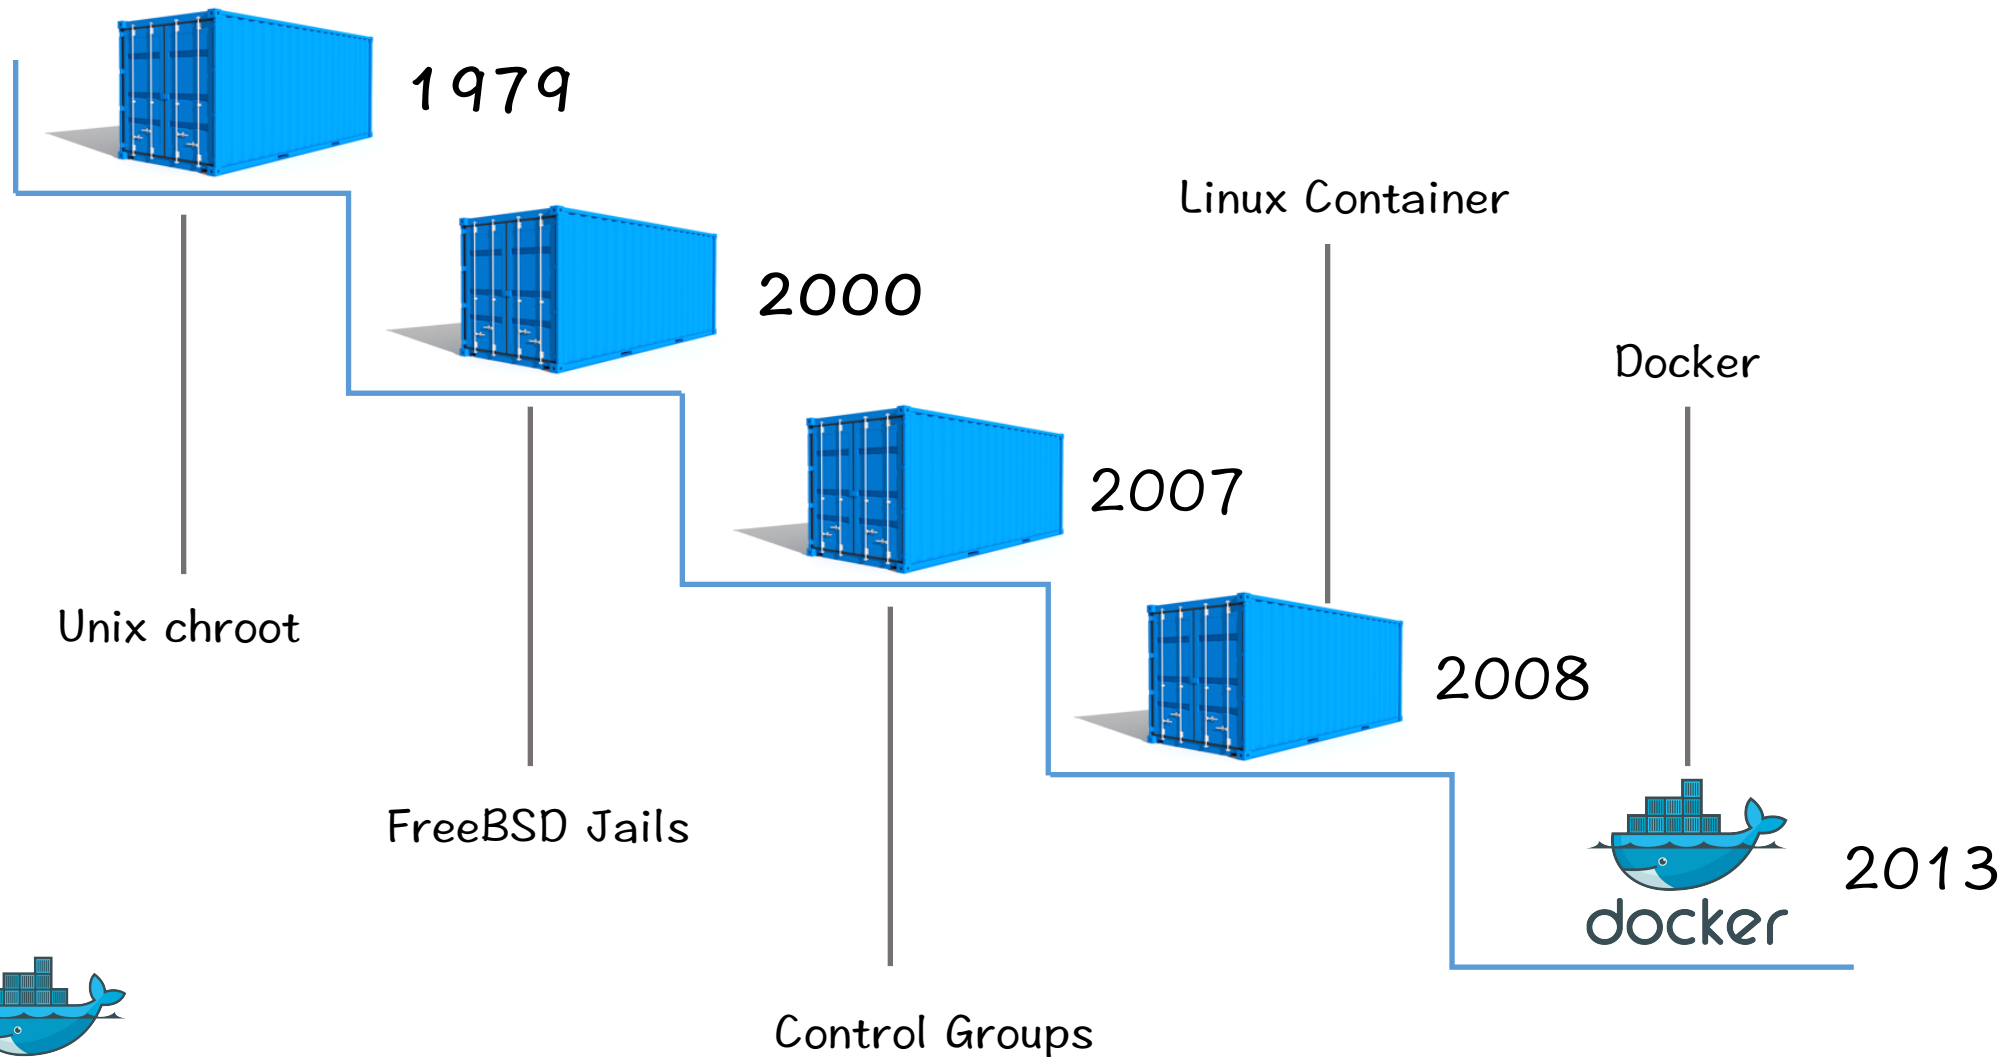 1979
Unix chroot
2000
FreeBSD Jails
2007
Control Groups
Linux Container
2008
Docker
docker
2013